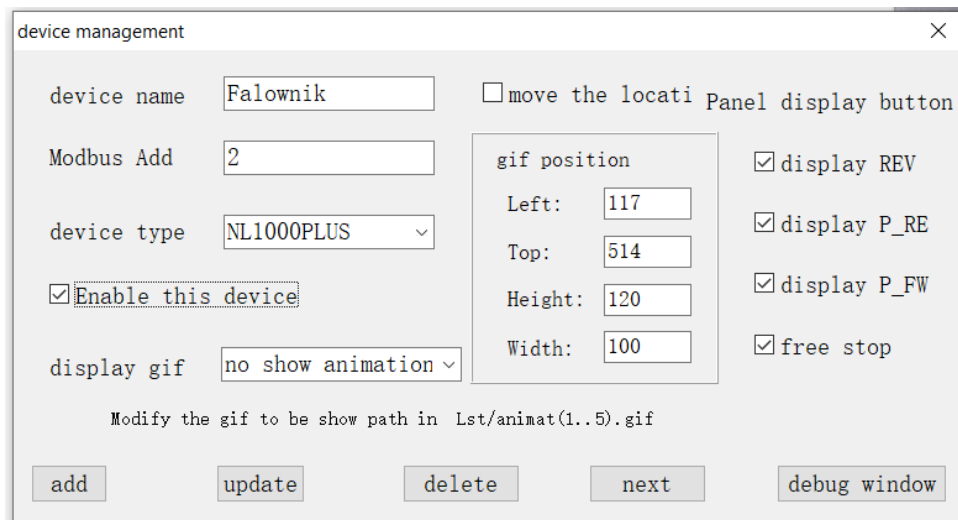 device management
device name Falownik
move the locati Panel display button
Modbus Add 2
gif position
display REV
Left: 117
device type NL1000PLUS
display P_RE
Top: 514
Enable this device
display P_FW
Height: 120
Width: 100
free stop
display gif no show animation
Modify the gif to be show path in Lst/animat(1..5).gif
add update delete next debug window